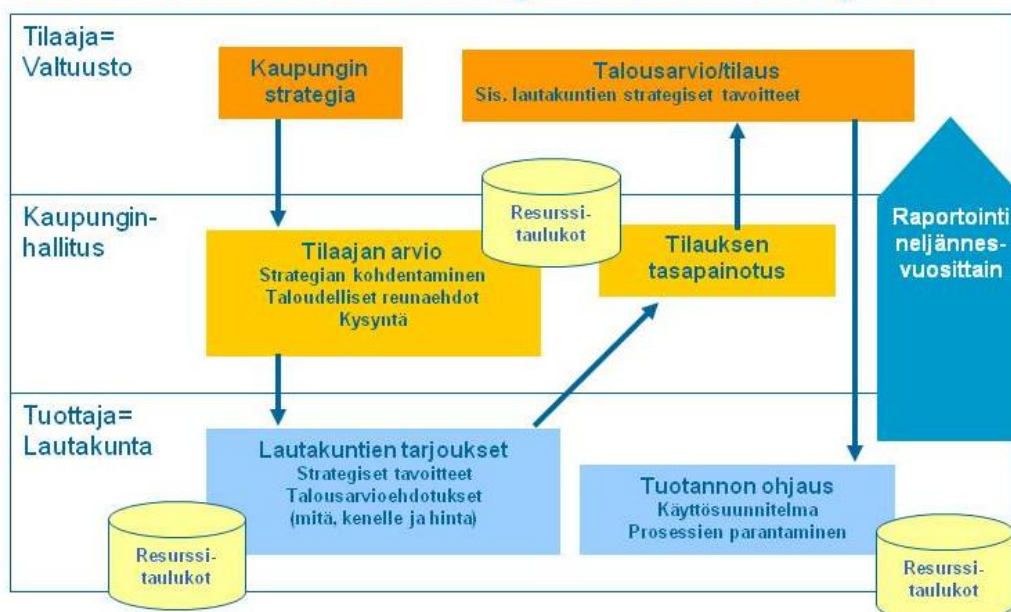 Tilaaja=
Valtuusto
Kaupungin
strategia
Talousarvio/tilaus
Sis. lautakuntien strategiset tavoitteet
Kaupungin-
hallitus
Tilaajan arvio
Strategian kohdentaminen
Taloudelliset reunaehdot
Kysyntä
Resurssi-
taulukot
Tilauksen
tasapainotus
Raportointi
neljännes-
vuosittain
Tuottaja=
Lautakunta
Lautakuntien tarjoukset
Strategiset tavoitteet
Talousarvioehdotukset
(mitä, kenelle ja hinta)
Resurssi-
taulukot
Tuotannon ohjaus
Käyttösuunnitelma
Prosessien parantaminen
Resurssi-
taulukot